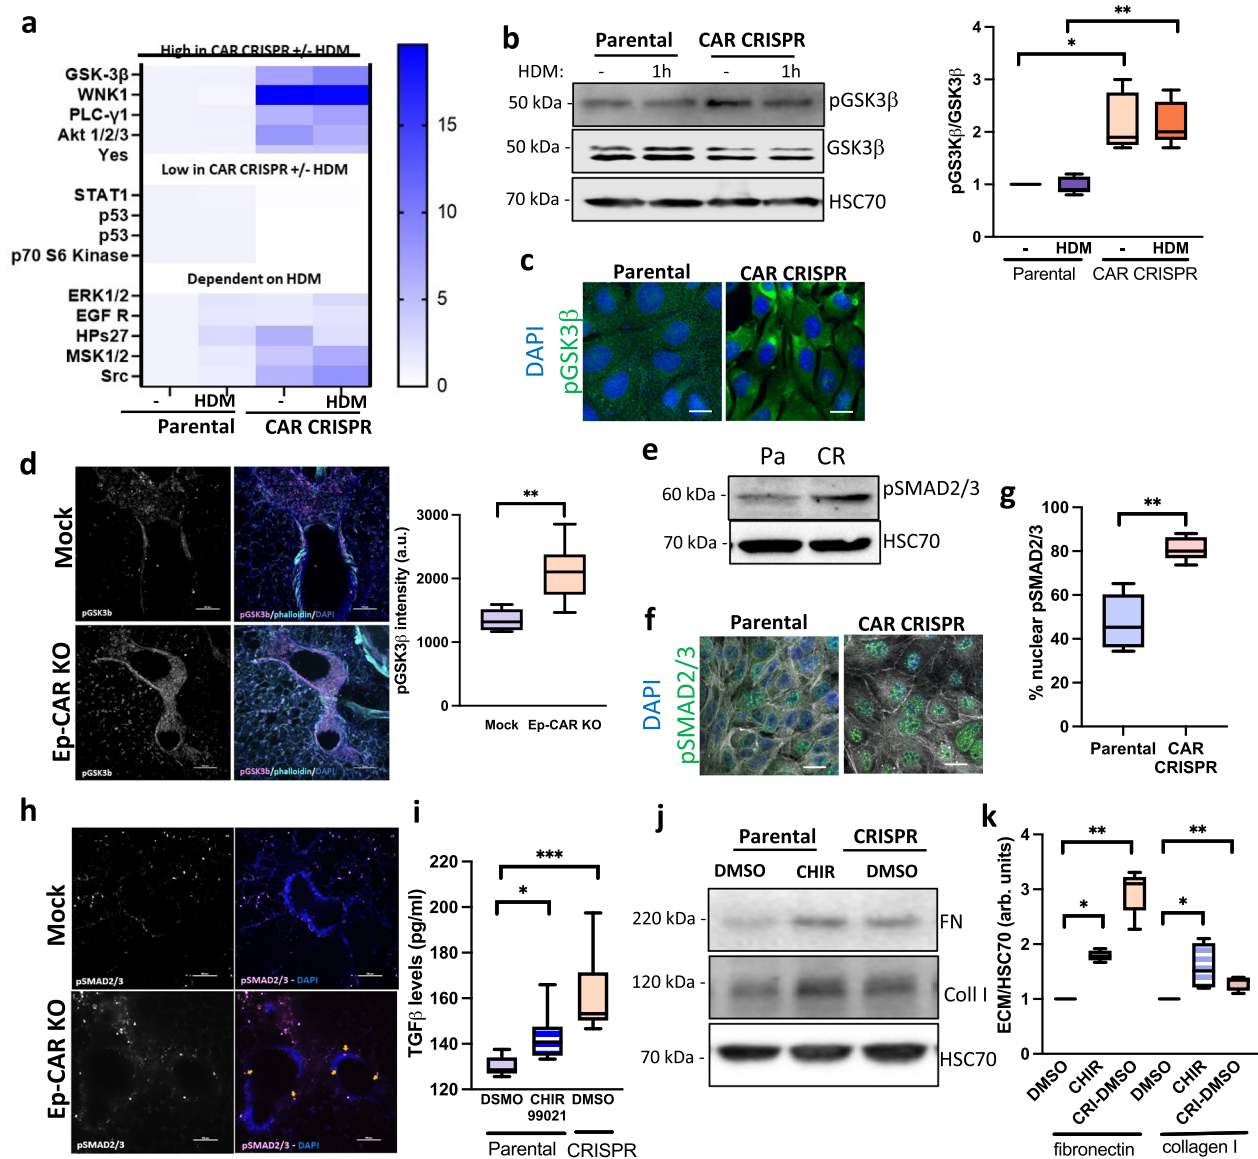 a
High in CAR CRISPR +/- HDM
GSK-3β
WNK1
PLC-γ1
Akt 1/2/3
Yes
Low in CAR CRISPR +/- HDM
STAT1
p53
p53
p70 S6 Kinase
Dependent on HDM
ERK1/2
EGF R
HPs27
MSK1/2
Src
- HDM - HDM
Parental CAR CRISPR
15
10
5
0
b
Parental CAR CRISPR
HDM: - 1h - 1h
50 kDa - pGSK3β
50 kDa - GSK3β
70 kDa - HSC70
pGS3Kβ/GSK3β
4
3
2
1
0
* **
- HDM - HDM
Parental CAR CRISPR
c
Parental CAR CRISPR
DAPI
pGSK3β
d
Mock
pGSK3b
pGSK3b/phalloidin/DAPI
Ep-CAR KO
pGSK3b
pGSK3b/phalloidin/DAPI
pGSK3β intensity (a.u.)
3000
2000
1000
0
**
Mock Ep-CAR KO
e
Pa CR
60 kDa - pSMAD2/3
70 kDa - HSC70
f
Parental CAR CRISPR
DAPI
pSMAD2/3
g
% nuclear pSMAD2/3
100
80
60
40
20
0
**
Parental CAR
CRISPR
h
Mock
pSMAD2/3
pSMAD2/3 - DAPI
Ep-CAR KO
pSMAD2/3
pSMAD2/3 - DAPI
i
TGFβ levels (pg/ml)
220
200
180
160
140
120
***
*
DSMO CHIR DMSO
99021
Parental CRISPR
j
Parental CRISPR
DMSO CHIR DMSO
220 kDa - FN
120 kDa - Coll I
70 kDa - HSC70
k
ECM/HSC70 (arb. units)
4
3
2
1
0
** **
* *
DMSO CHIR CRI-DMSO DMSO CHIR CRI-DMSO
fibronectin collagen I